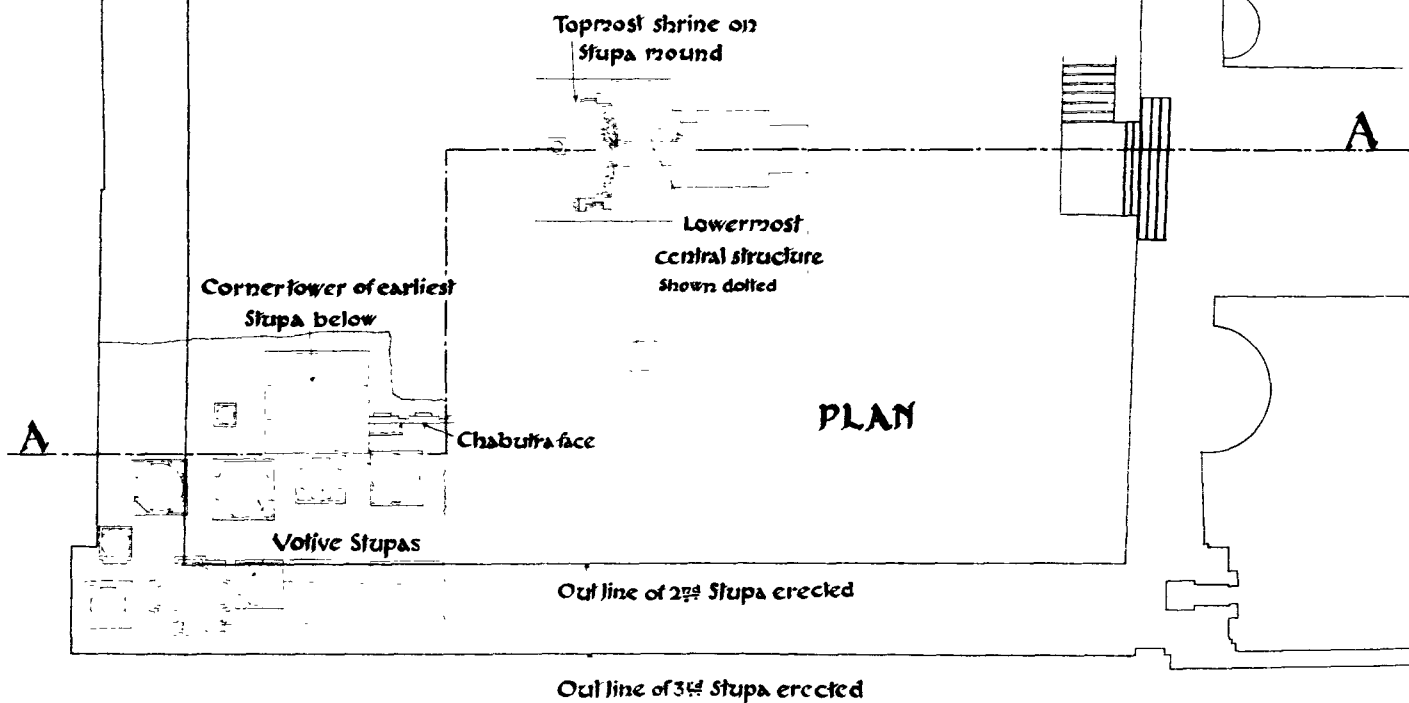 Topmost shrine on
Stupa mound
A
Lowermost
central structure
Shown dotted
Corner tower of earliest
Stupa below
PLAN
A
Chabutra face
Votive Stupas
Out line of 2nd Stupa erected
Out line of 3rd Stupa erected